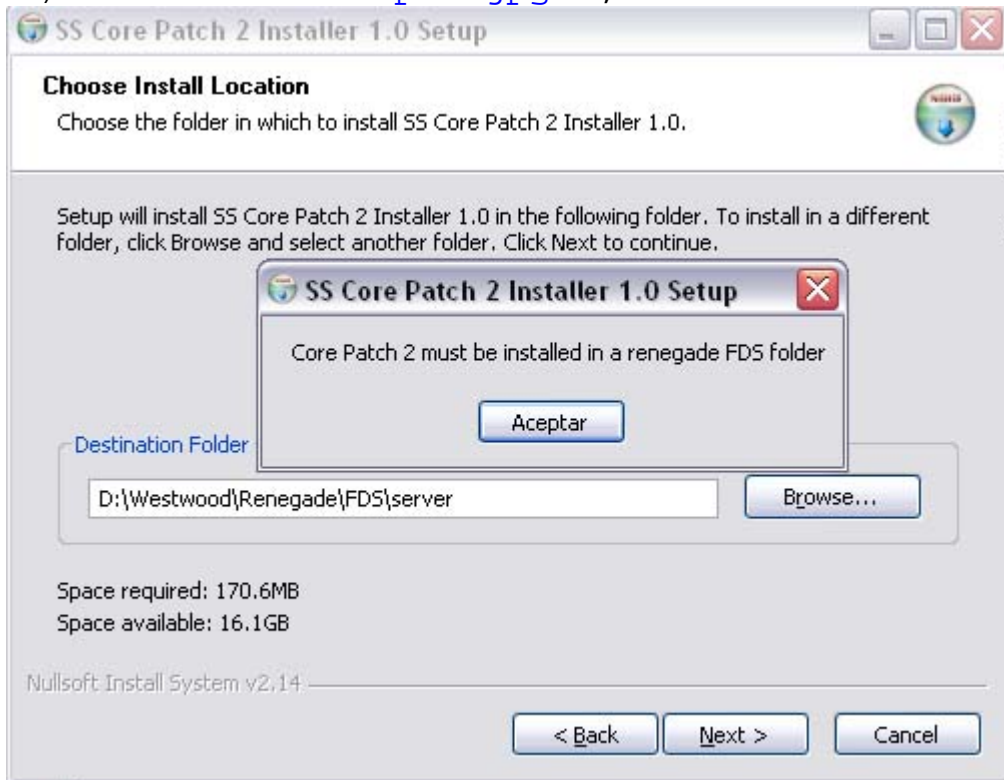 SS Core Patch 2 Installer 1.0 Setup
Choose Install Location
Choose the folder in which to install SS Core Patch 2 Installer 1.0.
Setup will install SS Core Patch 2 Installer 1.0 in the following folder. To install in a different
folder, click Browse and select another folder. Click Next to continue.
SS Core Patch 2 Installer 1.0 Setup
Core Patch 2 must be installed in a renegade FDS folder
Aceptar
Destination Folder
D:\Westwood\Renegade\FDS\server
Browse...
Space required: 170.6MB
Space available: 16.1GB
Nullsoft Install System v2.14
< Back
Next >
Cancel